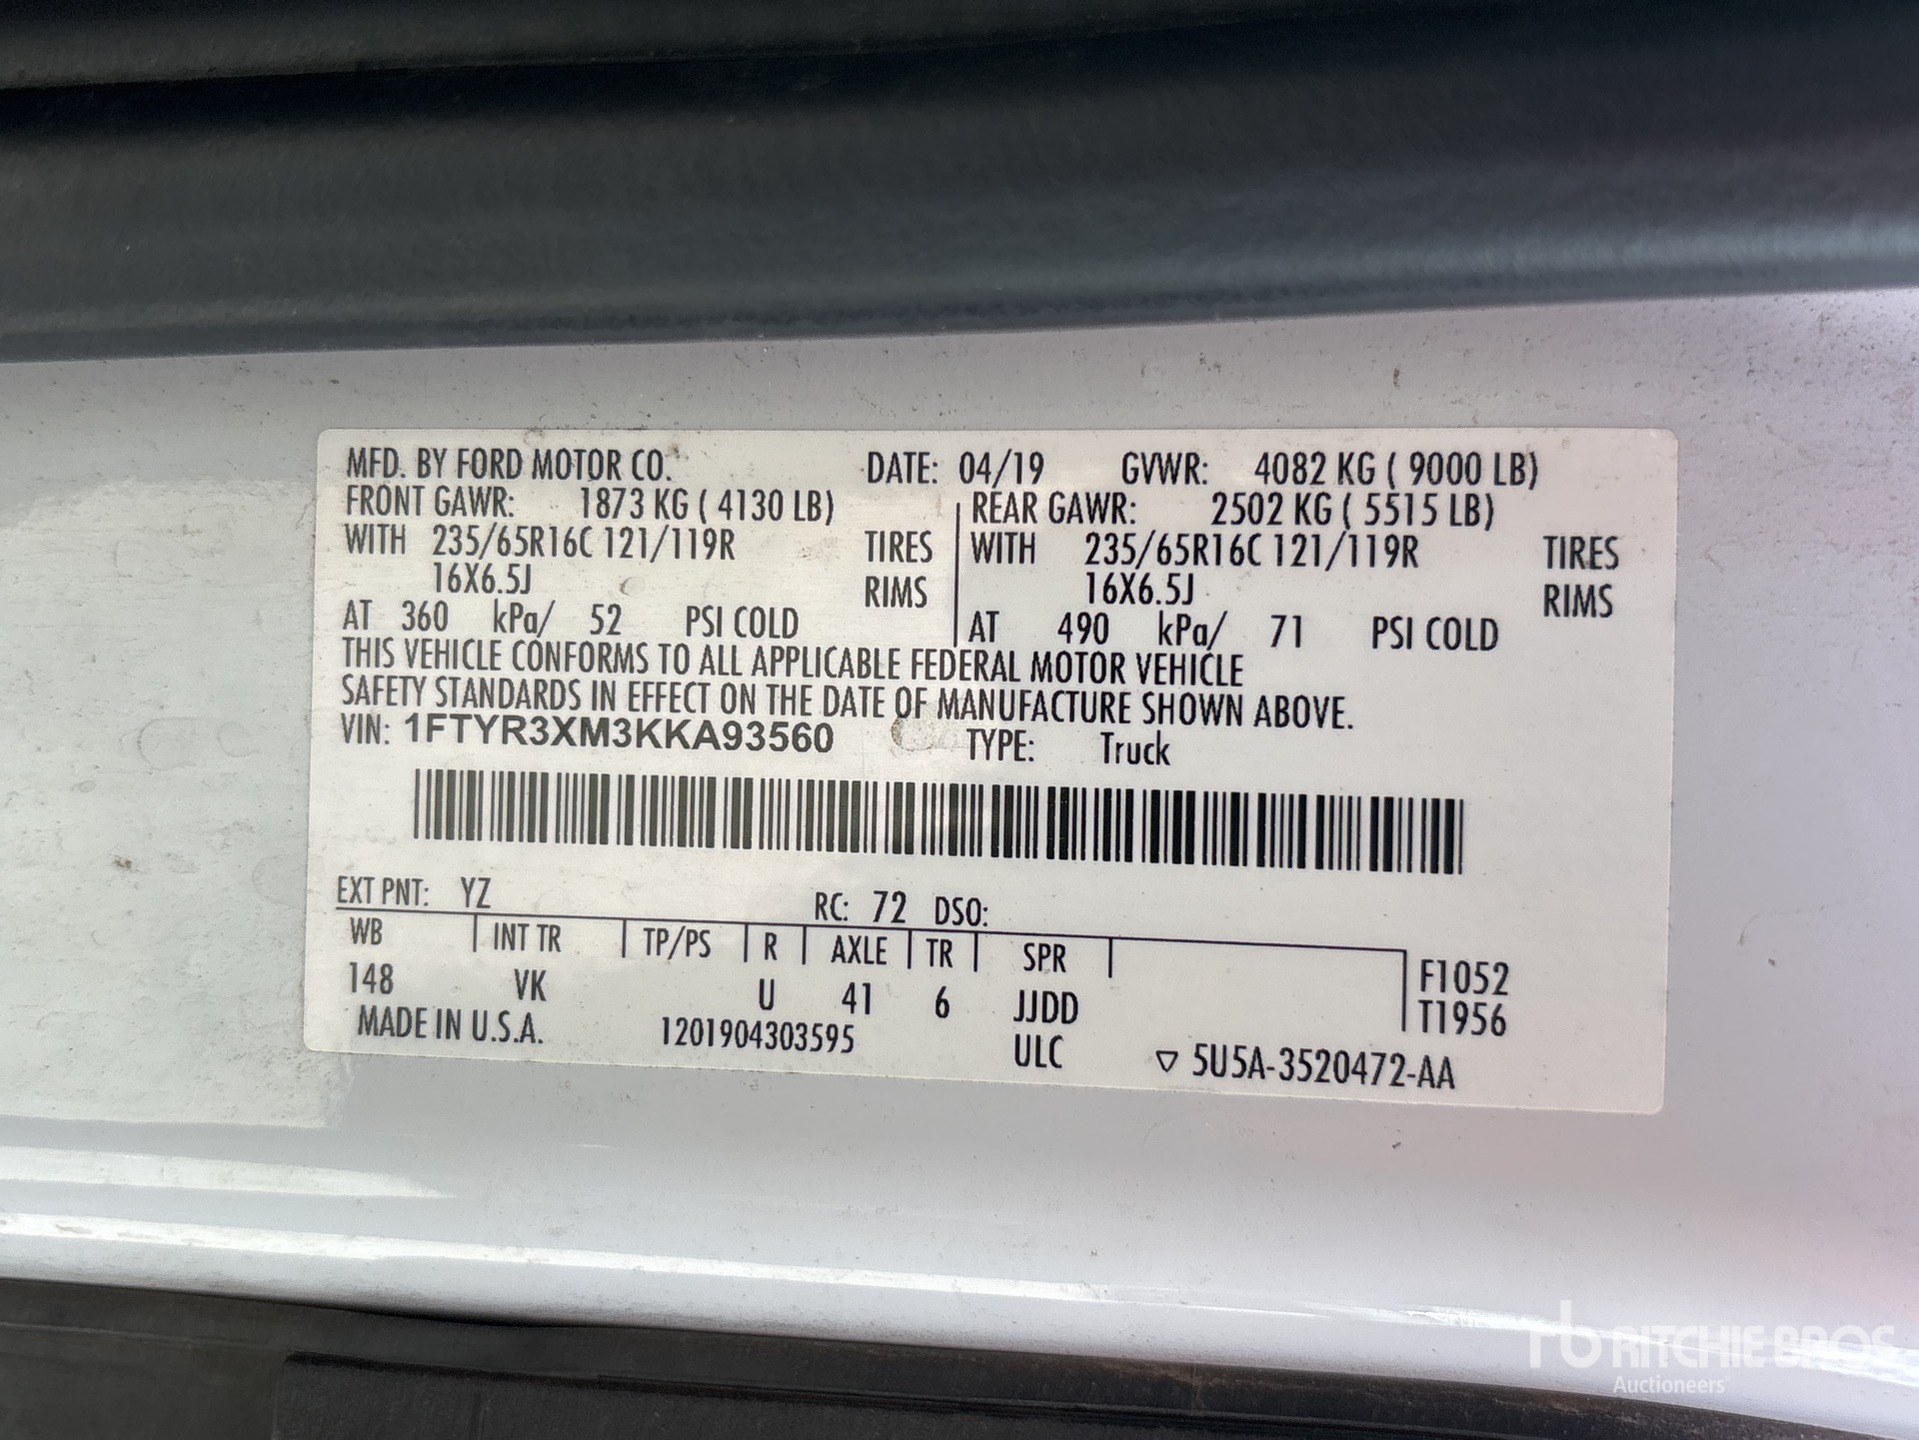 MFD. BY FORD MOTOR CO. DATE: 04/19 GVWR: 4082 KG ( 9000 LB)
FRONT GAWR: 1873 KG ( 4130 LB) REAR GAWR: 2502 KG ( 5515 LB)
WITH 235/65R16C 121/119R TIRES WITH 235/65R16C 121/119R TIRES
16X6.5J RIMS 16X6.5J RIMS
AT 360 kPa/ 52 PSI COLD AT 490 kPa/ 71 PSI COLD
THIS VEHICLE CONFORMS TO ALL APPLICABLE FEDERAL MOTOR VEHICLE
SAFETY STANDARDS IN EFFECT ON THE DATE OF MANUFACTURE SHOWN ABOVE.
VIN: 1FTYR3XM3KKA93560 TYPE: Truck
EXT PNT: YZ RC: 72 DSO:
WB INT TR TP/PS R AXLE TR SPR
148 VK U 41 6 JJDD F1052
T1956
MADE IN U.S.A. 1201904303595 ULC ▽ 5U5A-3520472-AA
rb RITCHIE BROS
Auctioneers